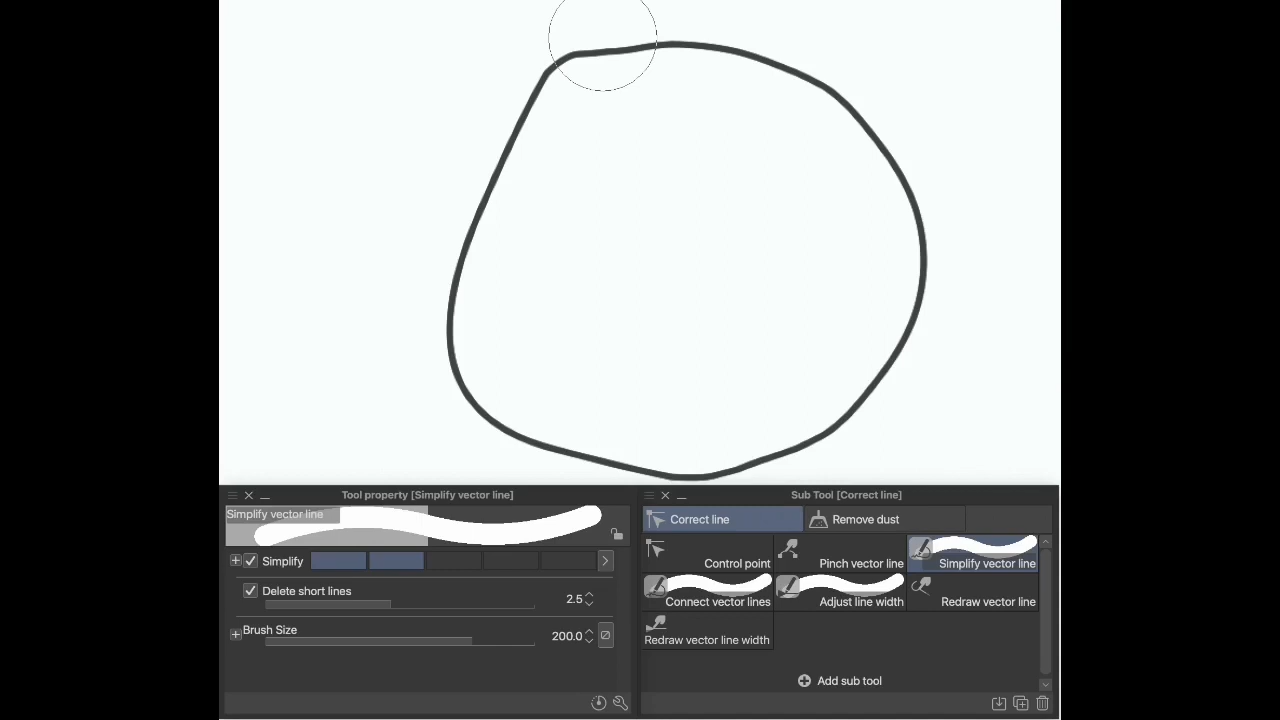 Tool property [Simplify vector line]
Simplify vector line
Simplify
Delete short lines
2.5
Brush Size
200.0
Sub Tool [Correct line]
Correct line
Remove dust
Control point
Pinch vector line
Simplify vector line
Connect vector lines
Adjust line width
Redraw vector line
Redraw vector line width
Add sub tool